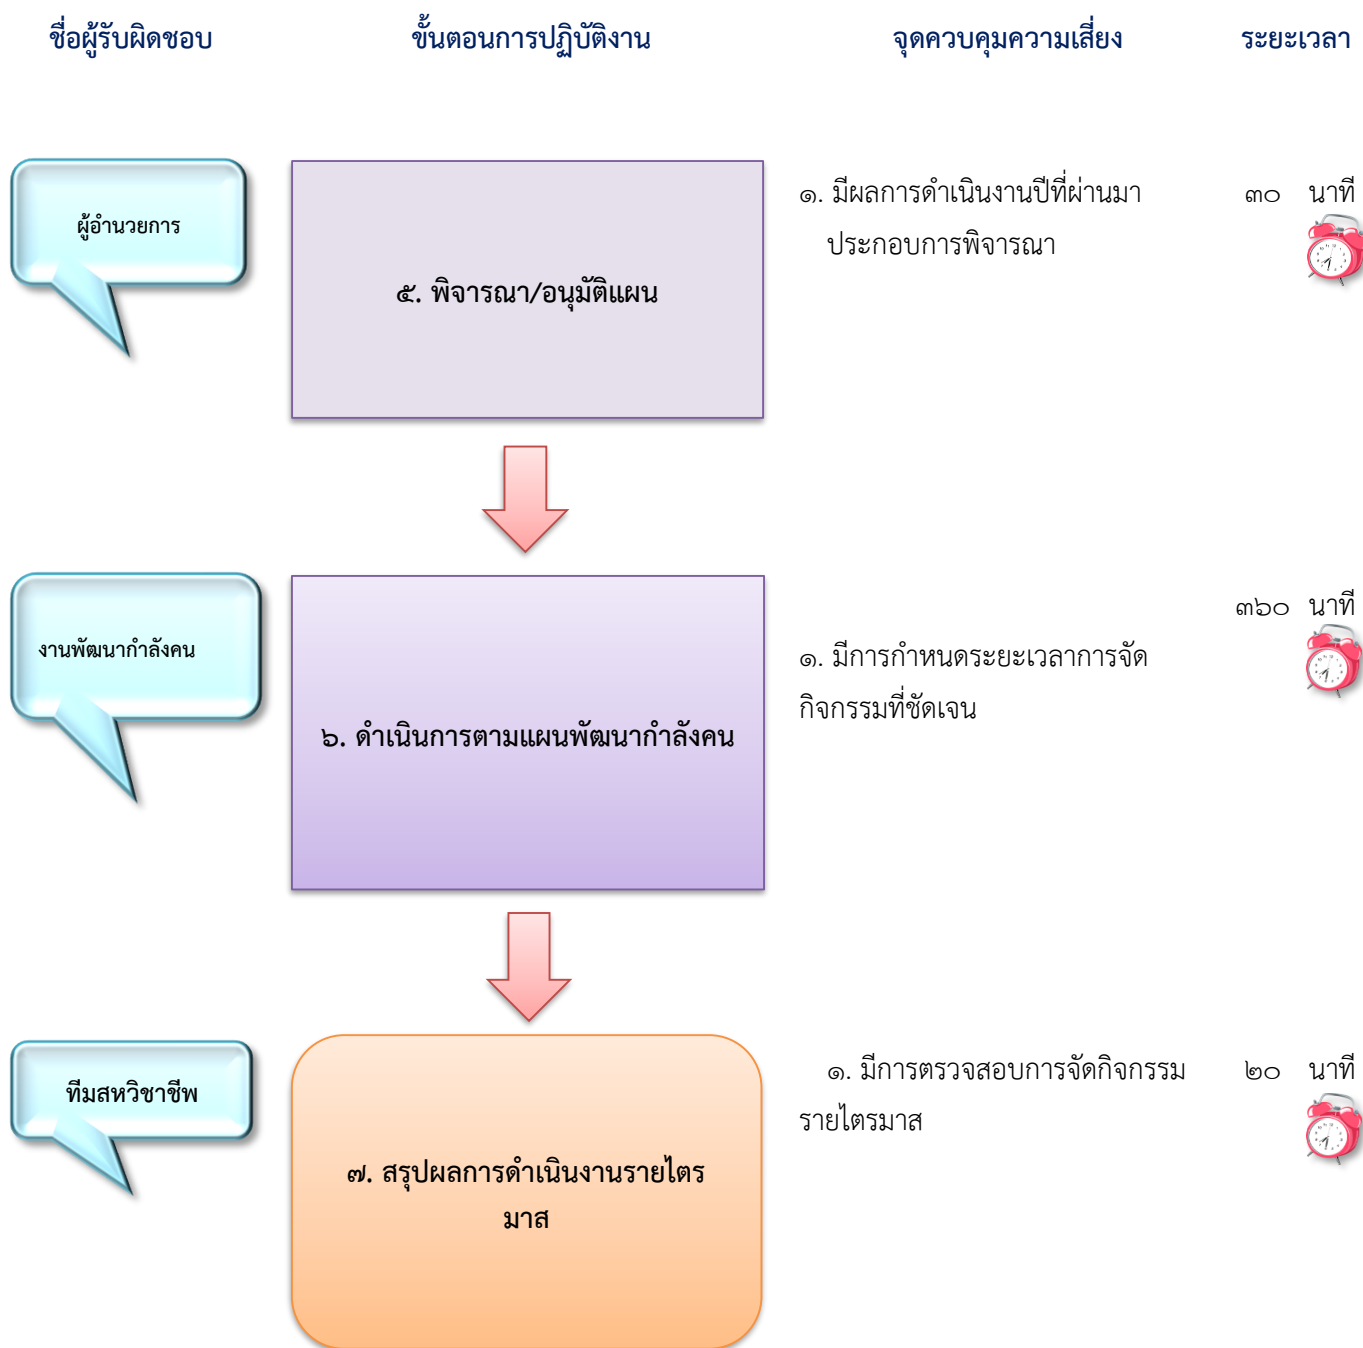 ชื่อผู้รับผิดชอบ ขั้นตอนการปฏิบัติงาน จุดควบคุมความเสี่ยง ระยะเวลา
ผู้อำนวยการ
๕. พิจารณา/อนุมัติแผน
๑. มีผลการดำเนินงานปีที่ผ่านมา
ประกอบการพิจารณา
๓๐ นาที
งานพัฒนากำลังคน
๖. ดำเนินการตามแผนพัฒนากำลังคน
๑. มีการกำหนดระยะเวลาการจัด
กิจกรรมที่ชัดเจน
๓๖๐ นาที
ทีมสหวิชาชีพ
๗. สรุปผลการดำเนินงานรายไตร
มาส
๑. มีการตรวจสอบการจัดกิจกรรม
รายไตรมาส
๒๐ นาที